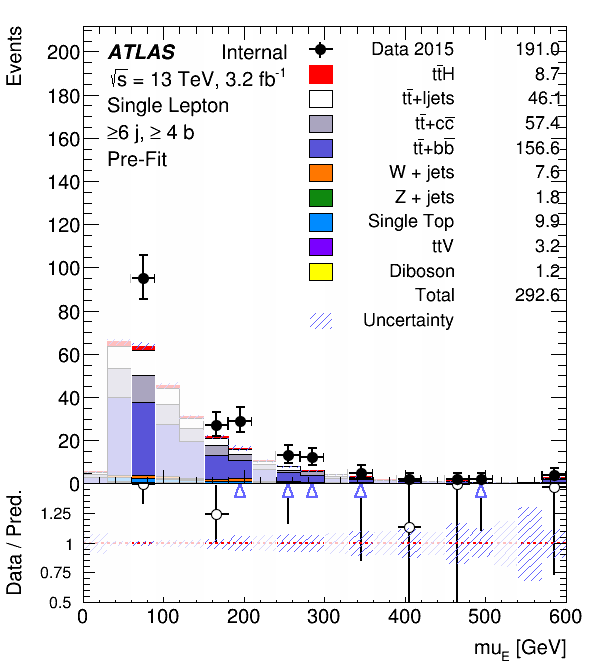 Events
200
180
160
140
120
100
80
60
40
20
0
ATLAS Internal
√s = 13 TeV, 3.2 fb⁻¹
Single Lepton
≥6 j, ≥ 4 b
Pre-Fit
Data 2015 191.0
tt̄H 8.7
tt̄+ljets 46.1
tt̄+cc̄ 57.4
tt̄+bb̄ 156.6
W + jets 7.6
Z + jets 1.8
Single Top 9.9
ttV 3.2
Diboson 1.2
Total 292.6
Uncertainty
Data / Pred.
1.25
1
0.75
0.5
0 100 200 300 400 500 600
mu_E [GeV]